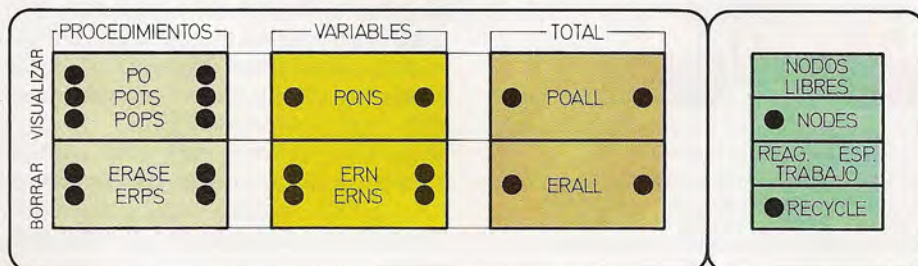 PROCEDIMIENTOS
VARIABLES
TOTAL
VISUALIZAR
PO
POTS
POPS
PONS
POALL
BORRAR
ERASE
ERPS
ERN
ERNS
ERALL
NODOS
LIBRES
NODES
REAG. ESP.
TRABAJO
RECYCLE